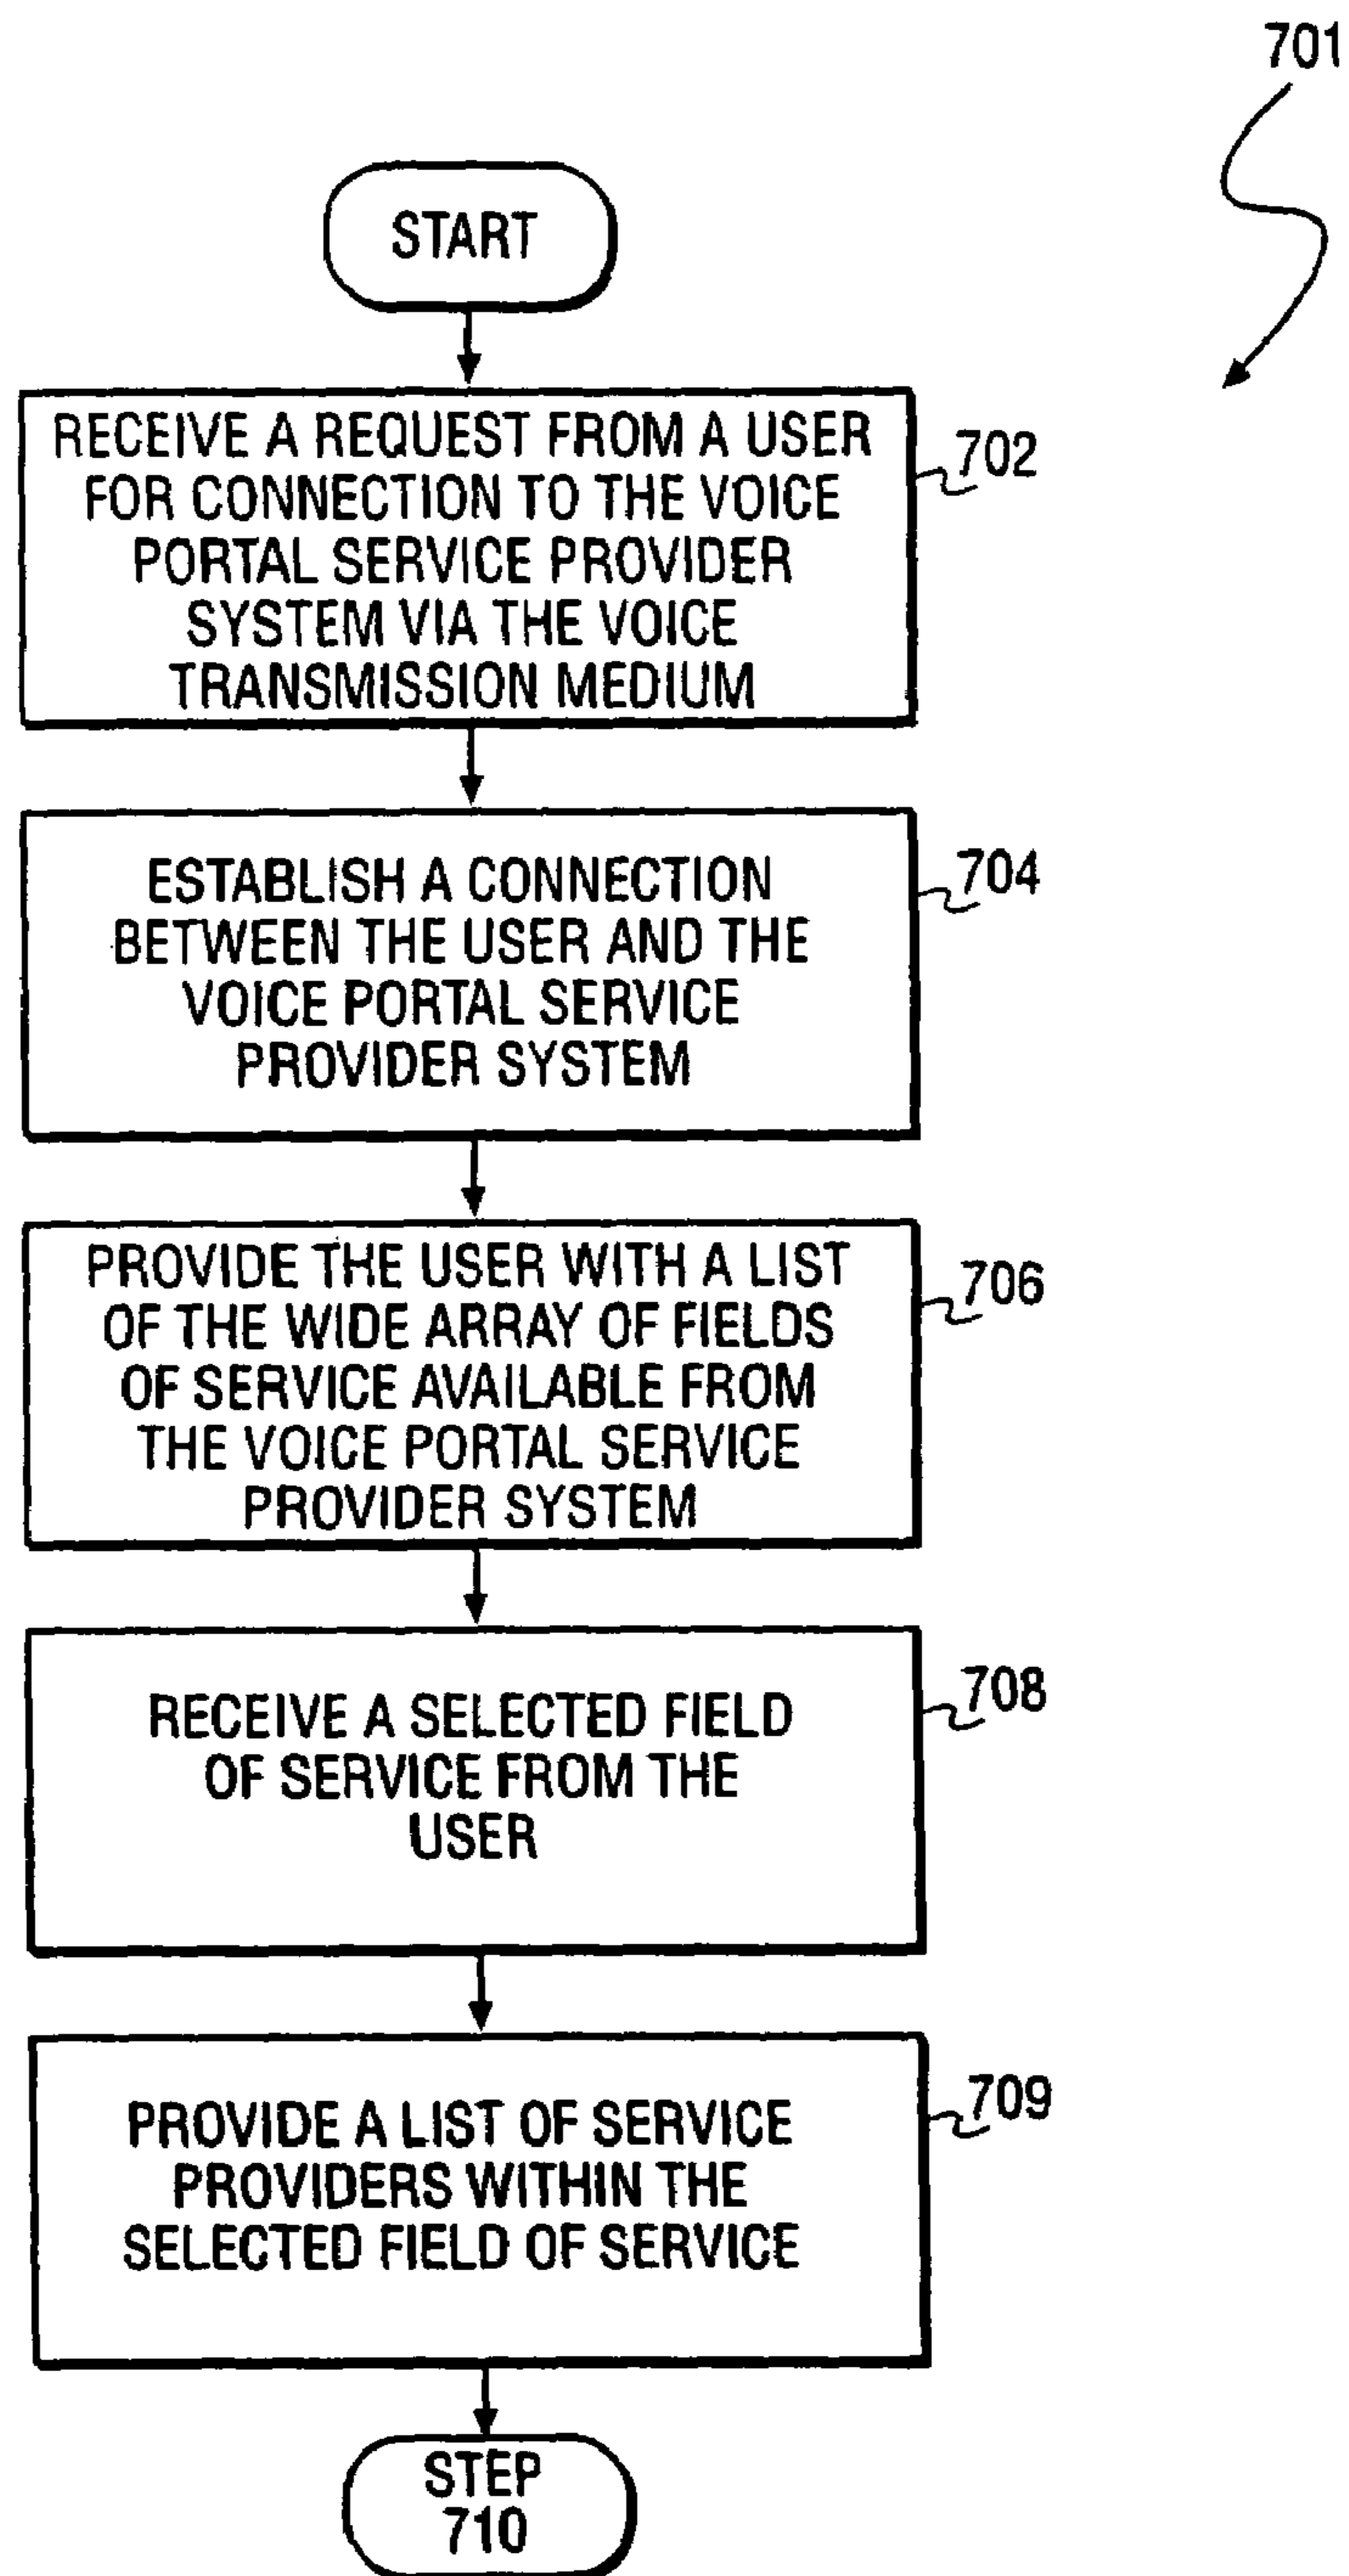 701
START
RECEIVE A REQUEST FROM A USER
FOR CONNECTION TO THE VOICE
PORTAL SERVICE PROVIDER
SYSTEM VIA THE VOICE
TRANSMISSION MEDIUM
702
ESTABLISH A CONNECTION
BETWEEN THE USER AND THE
VOICE PORTAL SERVICE
PROVIDER SYSTEM
704
PROVIDE THE USER WITH A LIST
OF THE WIDE ARRAY OF FIELDS
OF SERVICE AVAILABLE FROM
THE VOICE PORTAL SERVICE
PROVIDER SYSTEM
706
RECEIVE A SELECTED FIELD
OF SERVICE FROM THE
USER
708
PROVIDE A LIST OF SERVICE
PROVIDERS WITHIN THE
SELECTED FIELD OF SERVICE
709
STEP
710